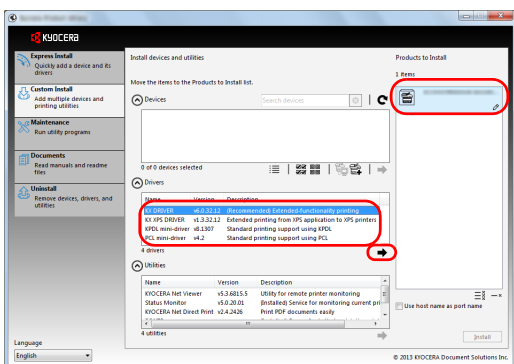 KYOCERA
Express Install
Quickly add a device and its
drivers
Custom Install
Add multiple devices and
printing utilities
Maintenance
Run utility programs
Documents
Read manuals and readme
files
Uninstall
Remove devices, drivers, and
utilities
Language
English
Install devices and utilities
Move the items to the Products to Install list.
Devices
Search devices
0 of 0 devices selected
Drivers
Name Version Description
KX DRIVER v6.0.32.12 (Recommended) Extended-functionality printing
KX XPS DRIVER v1.3.32.12 Extended printing from XPS application to XPS printers
KPDL mini-driver v8.1307 Standard printing support using KPDL
PCL mini-driver v4.2 Standard printing support using PCL
4 drivers
Utilities
Name Version Description
KYOCERA Net Viewer v5.3.6815.5 Utility for remote printer monitoring
Status Monitor v5.0.20.01 (Installed) Service for monitoring current pri
KYOCERA Net Direct Print v2.4.2426 Print PDF documents easily
4 utilities
Products to Install
1 items
Use host name as port name
Install
© 2013 KYOCERA Document Solutions Inc.